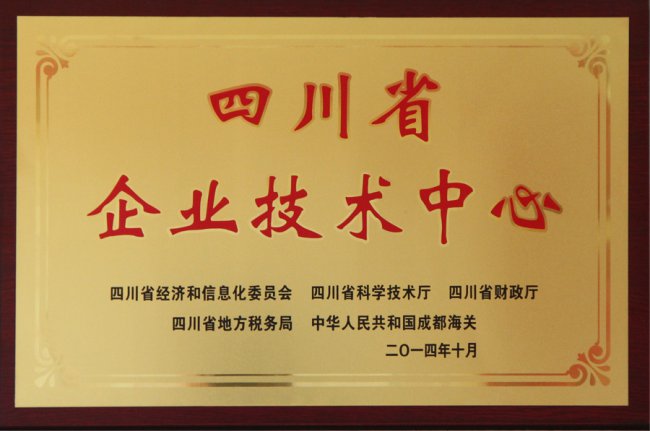 四川省
企业技术中心
四川省经济和信息化委员会 四川省科学技术厅 四川省财政厅
四川省地方税务局 中华人民共和国成都海关
二〇一四年十月